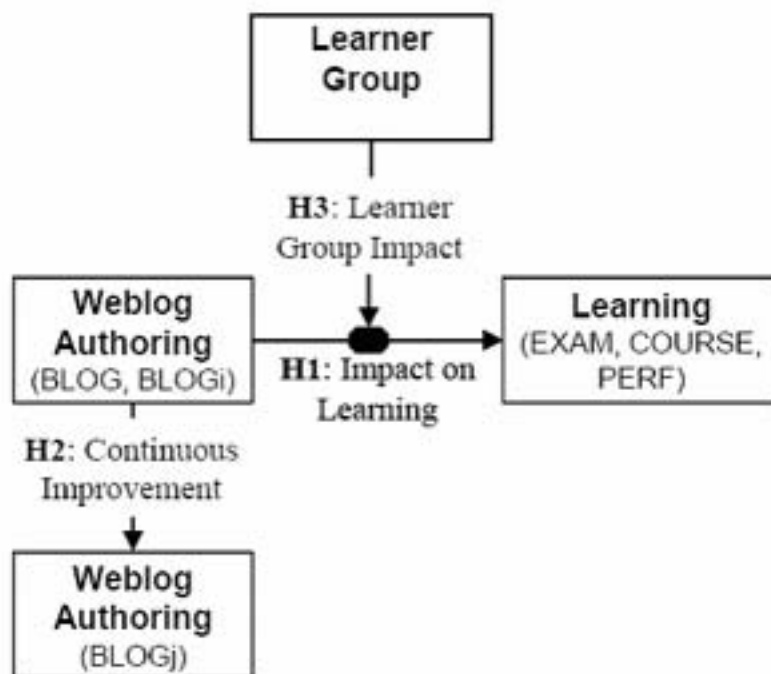 Learner
Group
H3: Learner
Group Impact
Weblog
Authoring
(BLOG, BLOGi)
H1: Impact on
Learning
Learning
(EXAM, COURSE,
PERF)
H2: Continuous
Improvement
Weblog
Authoring
(BLOGj)